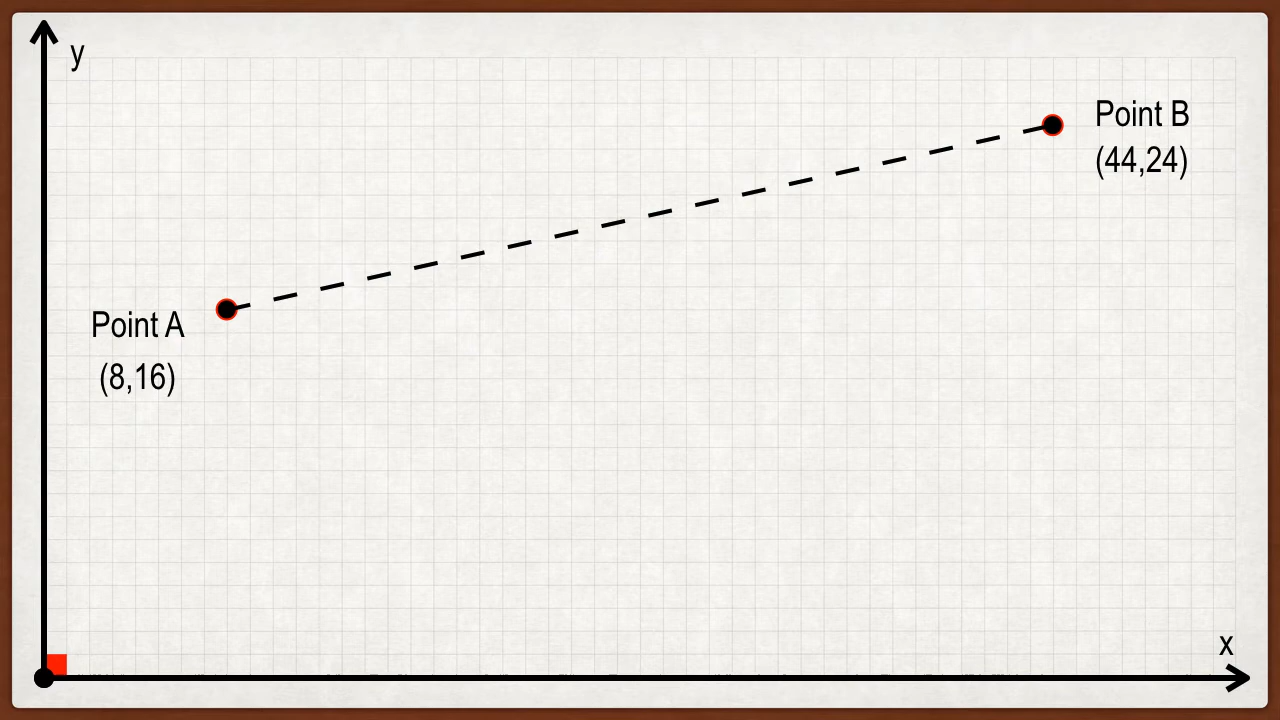 y
Point B
(44,24)
Point A
(8,16)
x